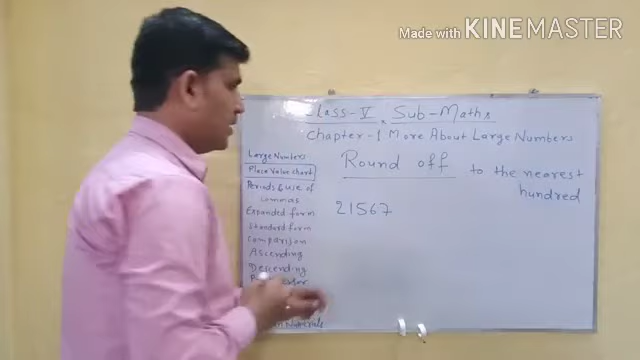 Made with KINEMASTER
Class-V, Sub-Maths
Chapter-1 More About Large Numbers
Large Numbers
Place Value chart
Periods & use of
commas
Expanded form
Standard form
Comparison
Ascending
Descending
Round off
to the nearest
hundred
21567